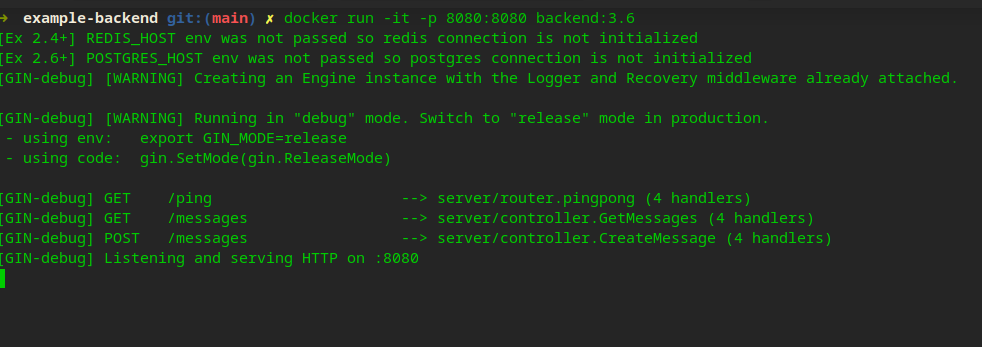 ➜  example-backend git:(main) ✗ docker run -it -p 8080:8080 backend:3.6
[Ex 2.4+] REDIS_HOST env was not passed so redis connection is not initialized
[Ex 2.6+] POSTGRES_HOST env was not passed so postgres connection is not initialized
[GIN-debug] [WARNING] Creating an Engine instance with the Logger and Recovery middleware already attached.
[GIN-debug] [WARNING] Running in "debug" mode. Switch to "release" mode in production.
- using env:   export GIN_MODE=release
- using code:  gin.SetMode(gin.ReleaseMode)
[GIN-debug] GET    /ping                     --> server/router.pingpong (4 handlers)
[GIN-debug] GET    /messages                 --> server/controller.GetMessages (4 handlers)
[GIN-debug] POST   /messages                 --> server/controller.CreateMessage (4 handlers)
[GIN-debug] Listening and serving HTTP on :8080